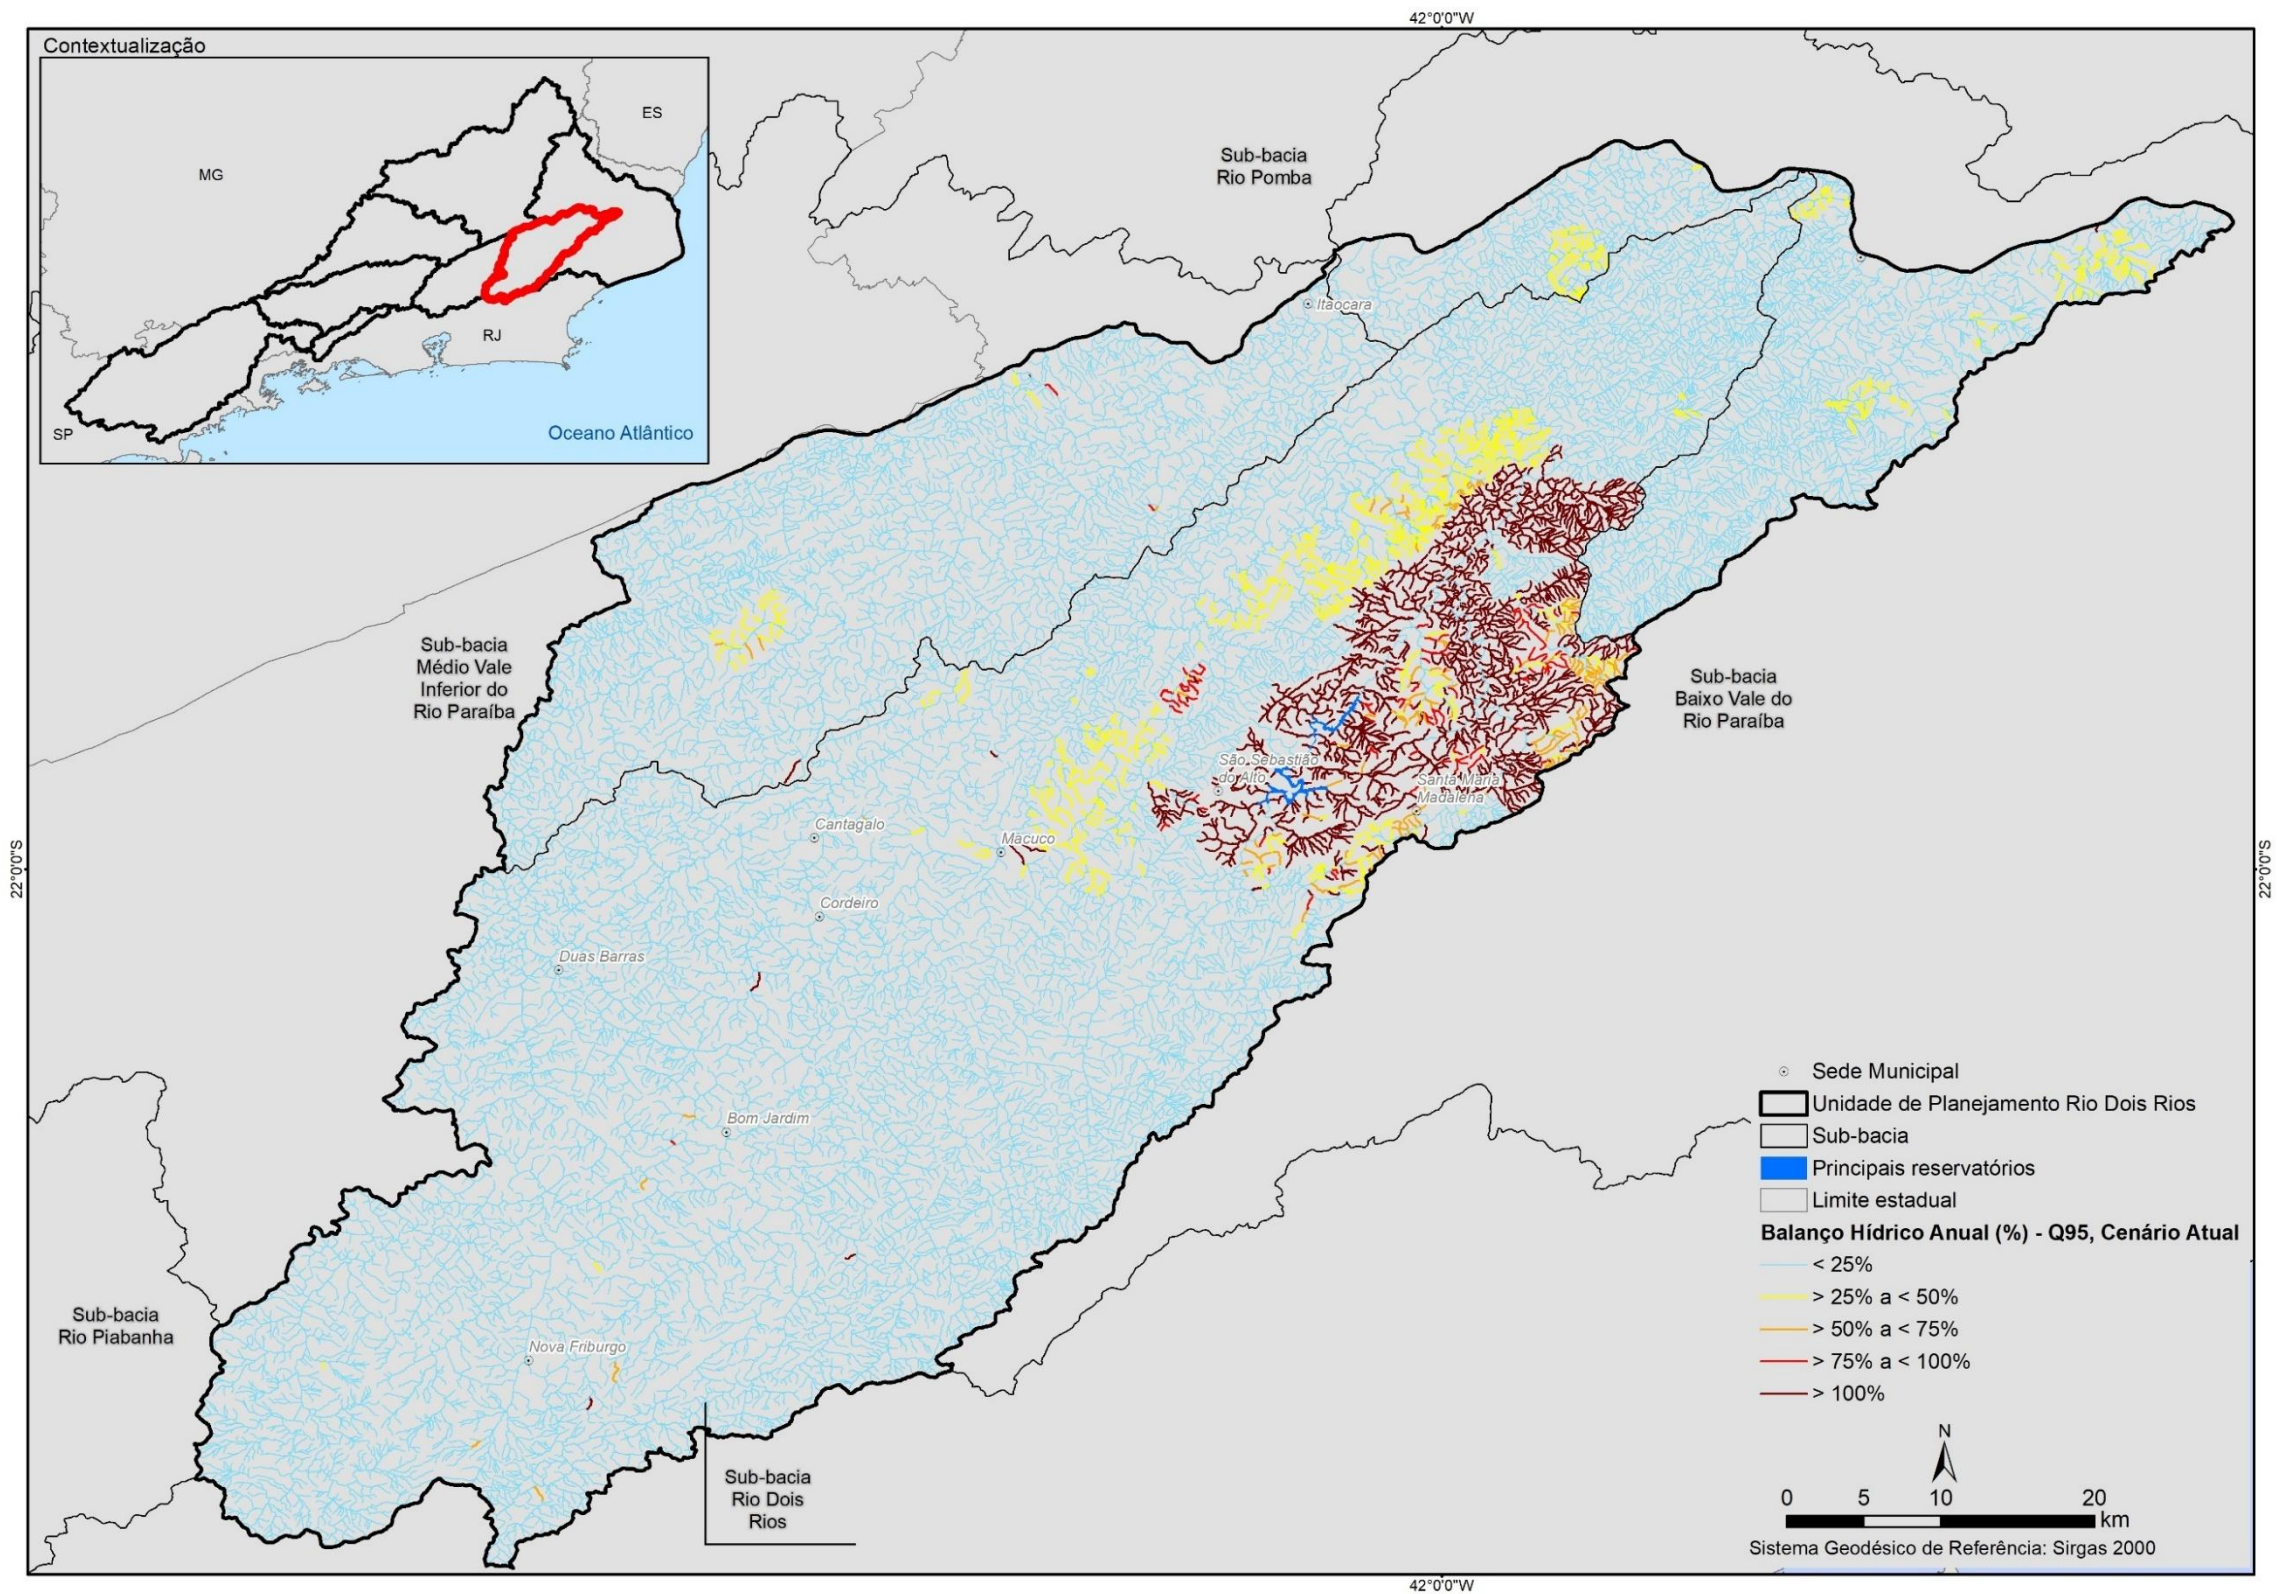 42°0'0"W
Contextualização
ES
MG
RJ
SP
Oceano Atlântico
Sub-bacia
Rio Pomba
Itaocara
Sub-bacia
Médio Vale
Inferior do
Rio Paraíba
Sub-bacia
Baixo Vale do
Rio Paraíba
São Sebastião
do Alto
Santa Maria
Madalena
Cantagalo
Macuco
22°0'0"S
22°0'0"S
Cordeiro
Duas Barras
Bom Jardim
Sub-bacia
Rio Piabanha
Nova Friburgo
Sub-bacia
Rio Dois
Rios
Sede Municipal
Unidade de Planejamento Rio Dois Rios
Sub-bacia
Principais reservatórios
Limite estadual
Balanço Hídrico Anual (%) - Q95, Cenário Atual
< 25%
> 25% a < 50%
> 50% a < 75%
> 75% a < 100%
> 100%
N
0 5 10 20
km
Sistema Geodésico de Referência: Sirgas 2000
42°0'0"W